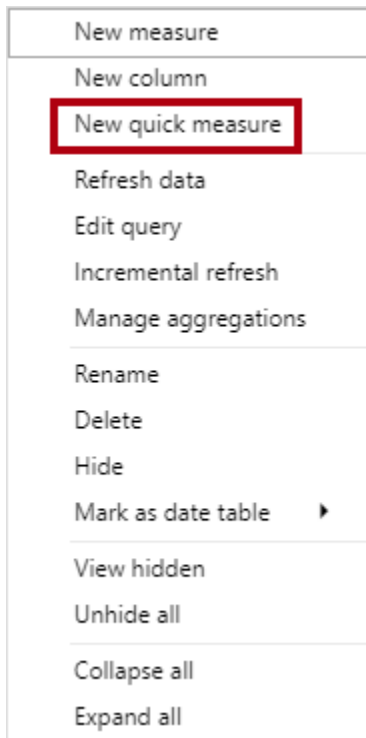 New measure
New column
New quick measure
Refresh data
Edit query
Incremental refresh
Manage aggregations
Rename
Delete
Hide
Mark as date table
View hidden
Unhide all
Collapse all
Expand all